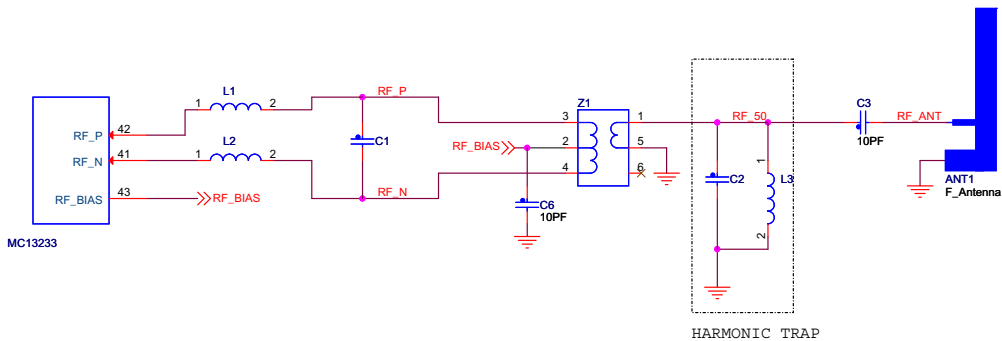 L1
1
2
RF_P
Z1
C3
RF_50
RF_ANT
10PF
RF_P
42
L2
1
2
C1
3
1
RF_N
41
RF_BIAS
2
5
4
6
RF_BIAS
43
RF_BIAS
RF_N
C2
1
L3
2
C6
10PF
ANT1
F_Antenna
MC13233
HARMONIC TRAP